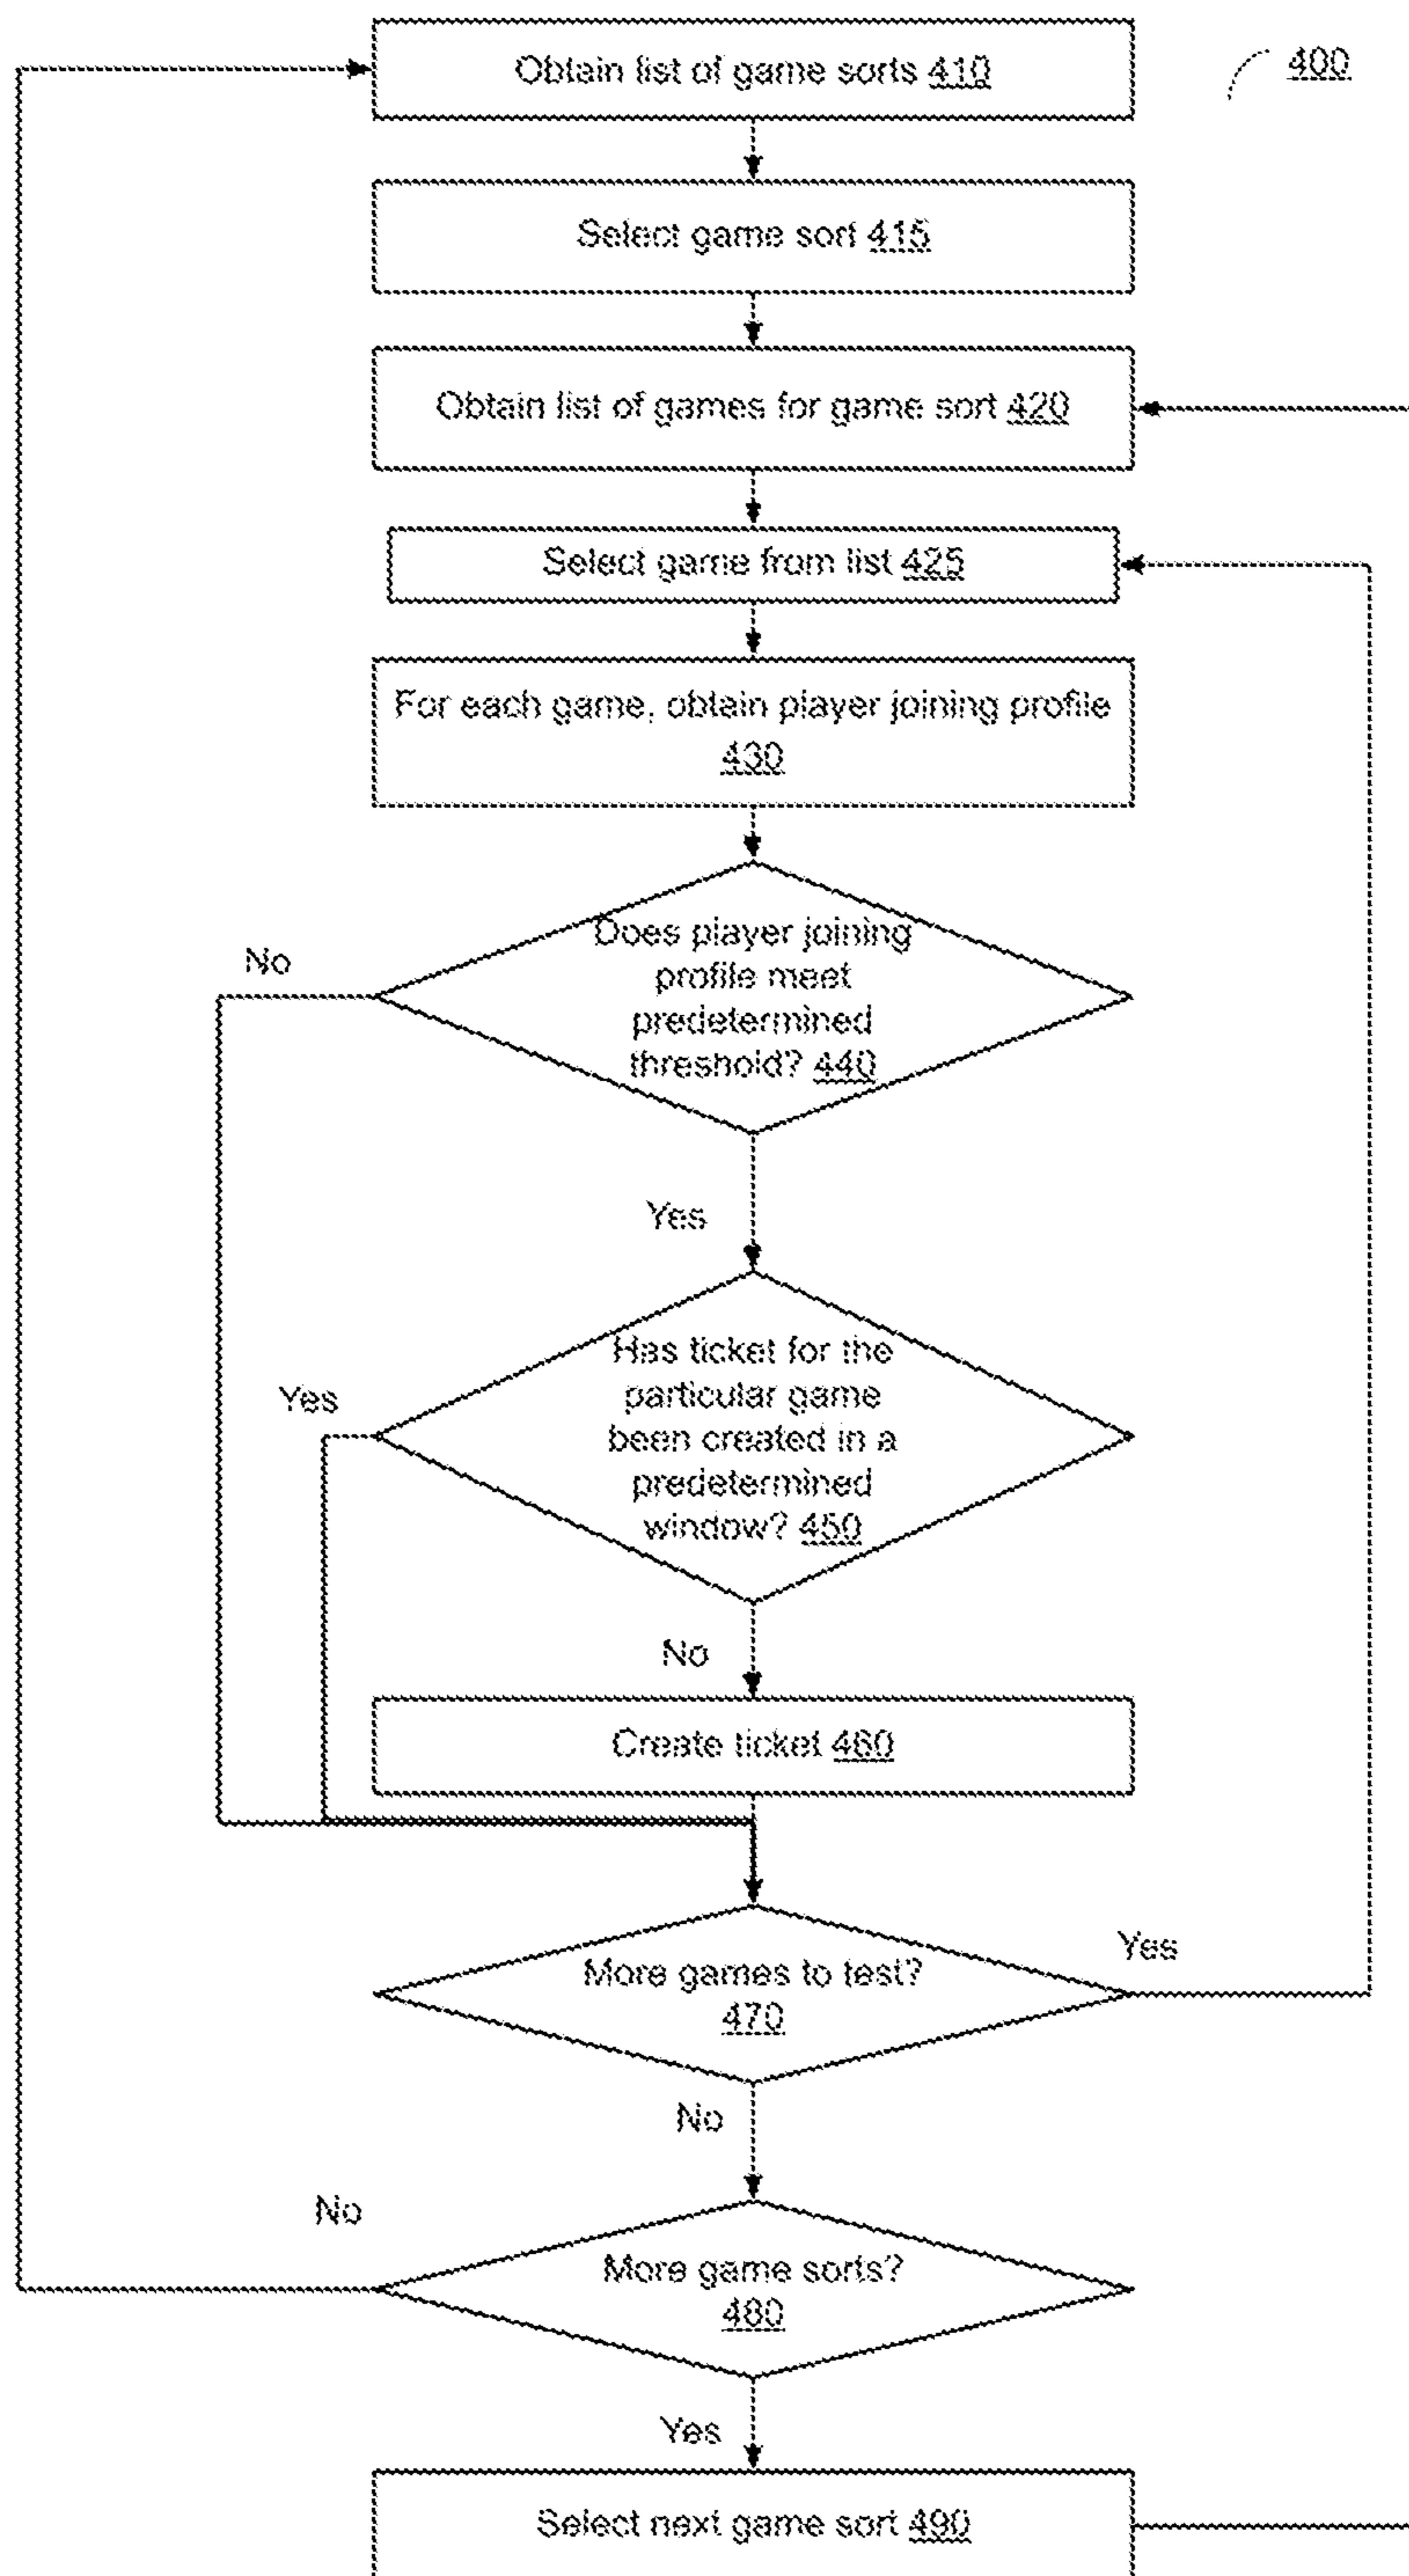 Obtain list of game sorts 410
400
Select game sort 415
Obtain list of games for game sort 420
Select game from list 425
For each game, obtain player joining profile
430
Does player joining
profile meet
predetermined
threshold? 440
No
Yes
Has ticket for the
particular game
been created in a
predetermined
window? 450
Yes
No
Create ticket 460
More games to test?
470
Yes
No
More game sorts?
480
No
Yes
Select next game sort 490